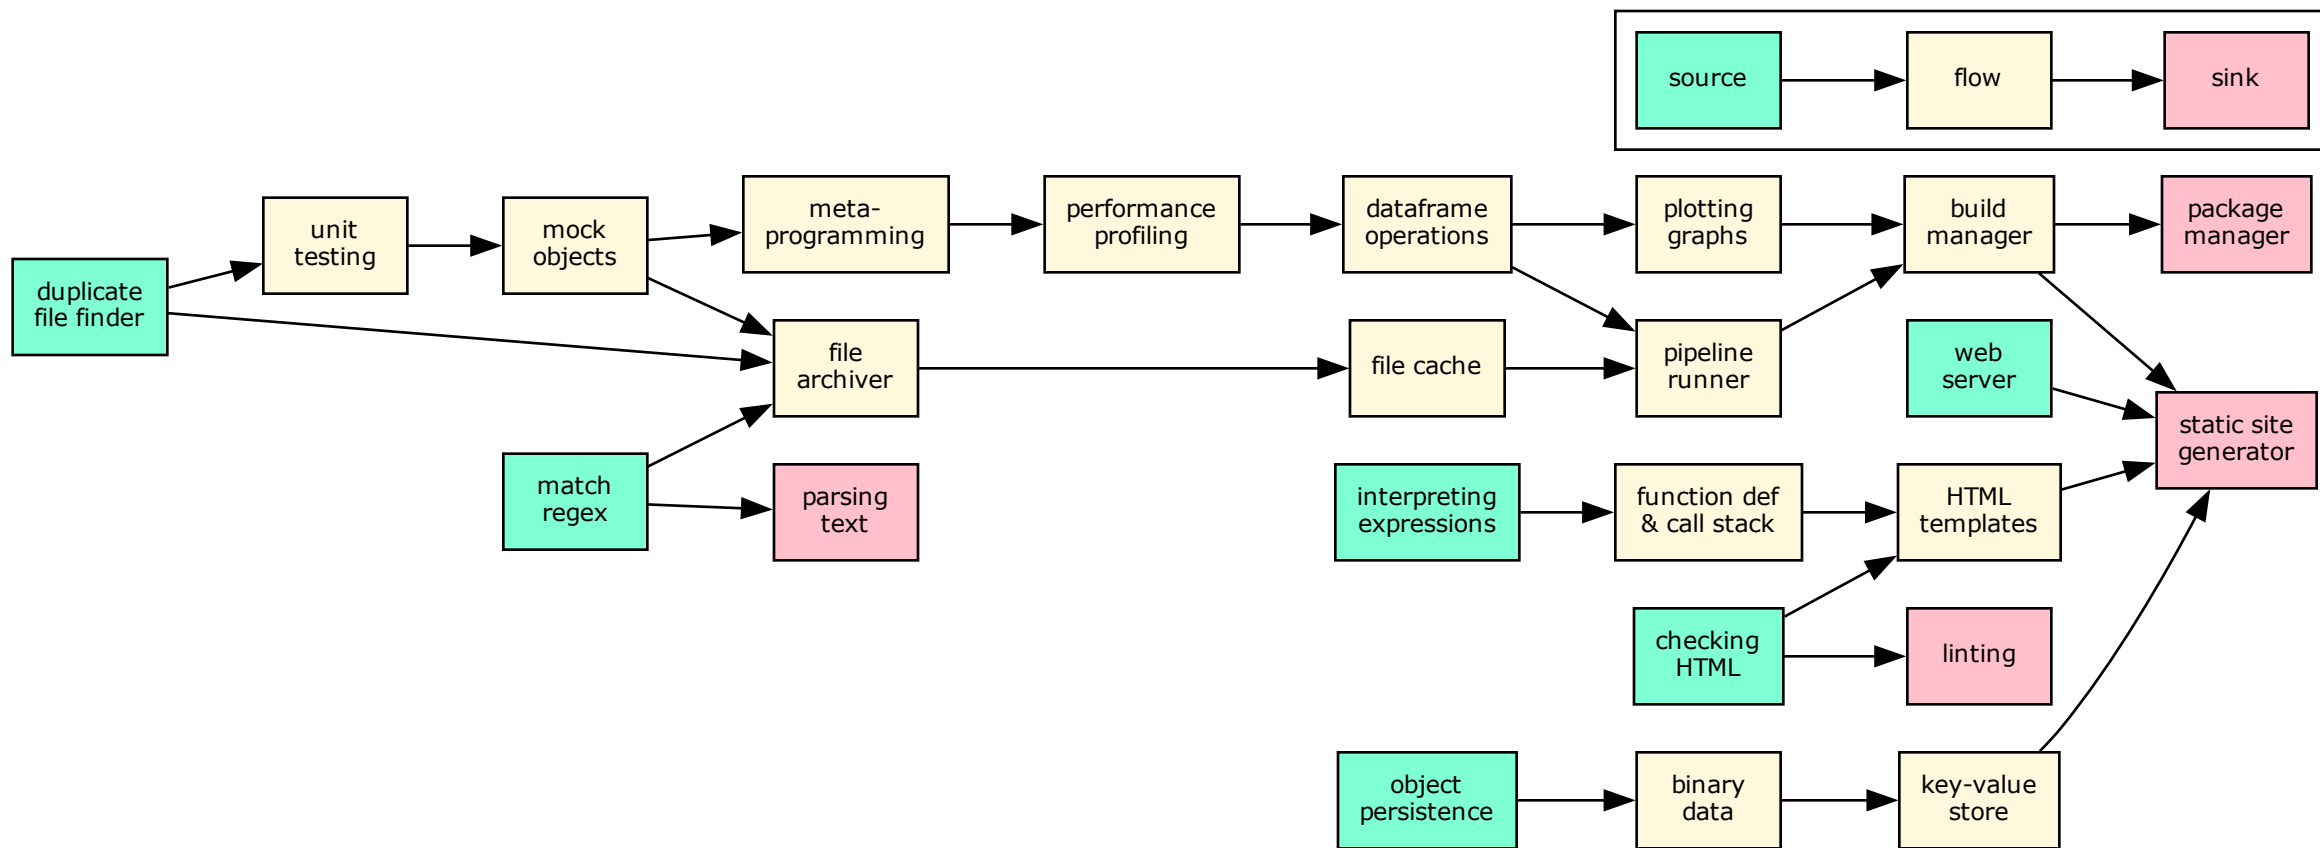 source
flow
sink
duplicate
file finder
unit
testing
mock
objects
meta-
programming
performance
profiling
dataframe
operations
plotting
graphs
build
manager
package
manager
file
archiver
file cache
pipeline
runner
web
server
static site
generator
match
regex
parsing
text
interpreting
expressions
function def
& call stack
HTML
templates
checking
HTML
linting
object
persistence
binary
data
key-value
store